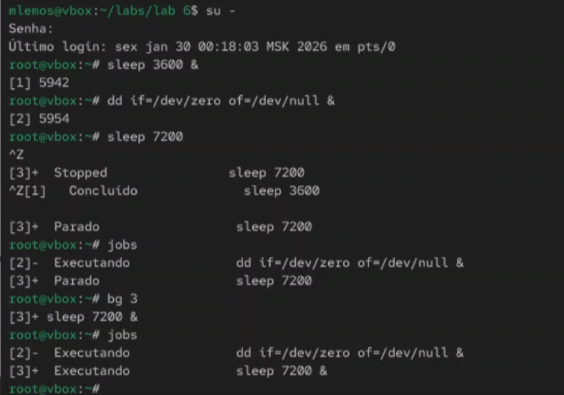 mlemos@vbox:~/labs/lab 6$ su -
Senha:
Último login: sex jan 30 00:18:03 MSK 2026 em pts/0
root@vbox:~# sleep 3600 &
[1] 5942
root@vbox:~# dd if=/dev/zero of=/dev/null &
[2] 5954
root@vbox:~# sleep 7200
^Z
[3]+  Stopped                 sleep 7200
^Z[1]   Concluído               sleep 3600
[3]+  Parado                  sleep 7200
root@vbox:~# jobs
[2]-  Executando              dd if=/dev/zero of=/dev/null &
[3]+  Parado                  sleep 7200
root@vbox:~# bg 3
[3]+ sleep 7200 &
root@vbox:~# jobs
[2]-  Executando              dd if=/dev/zero of=/dev/null &
[3]+  Executando              sleep 7200 &
root@vbox:~#